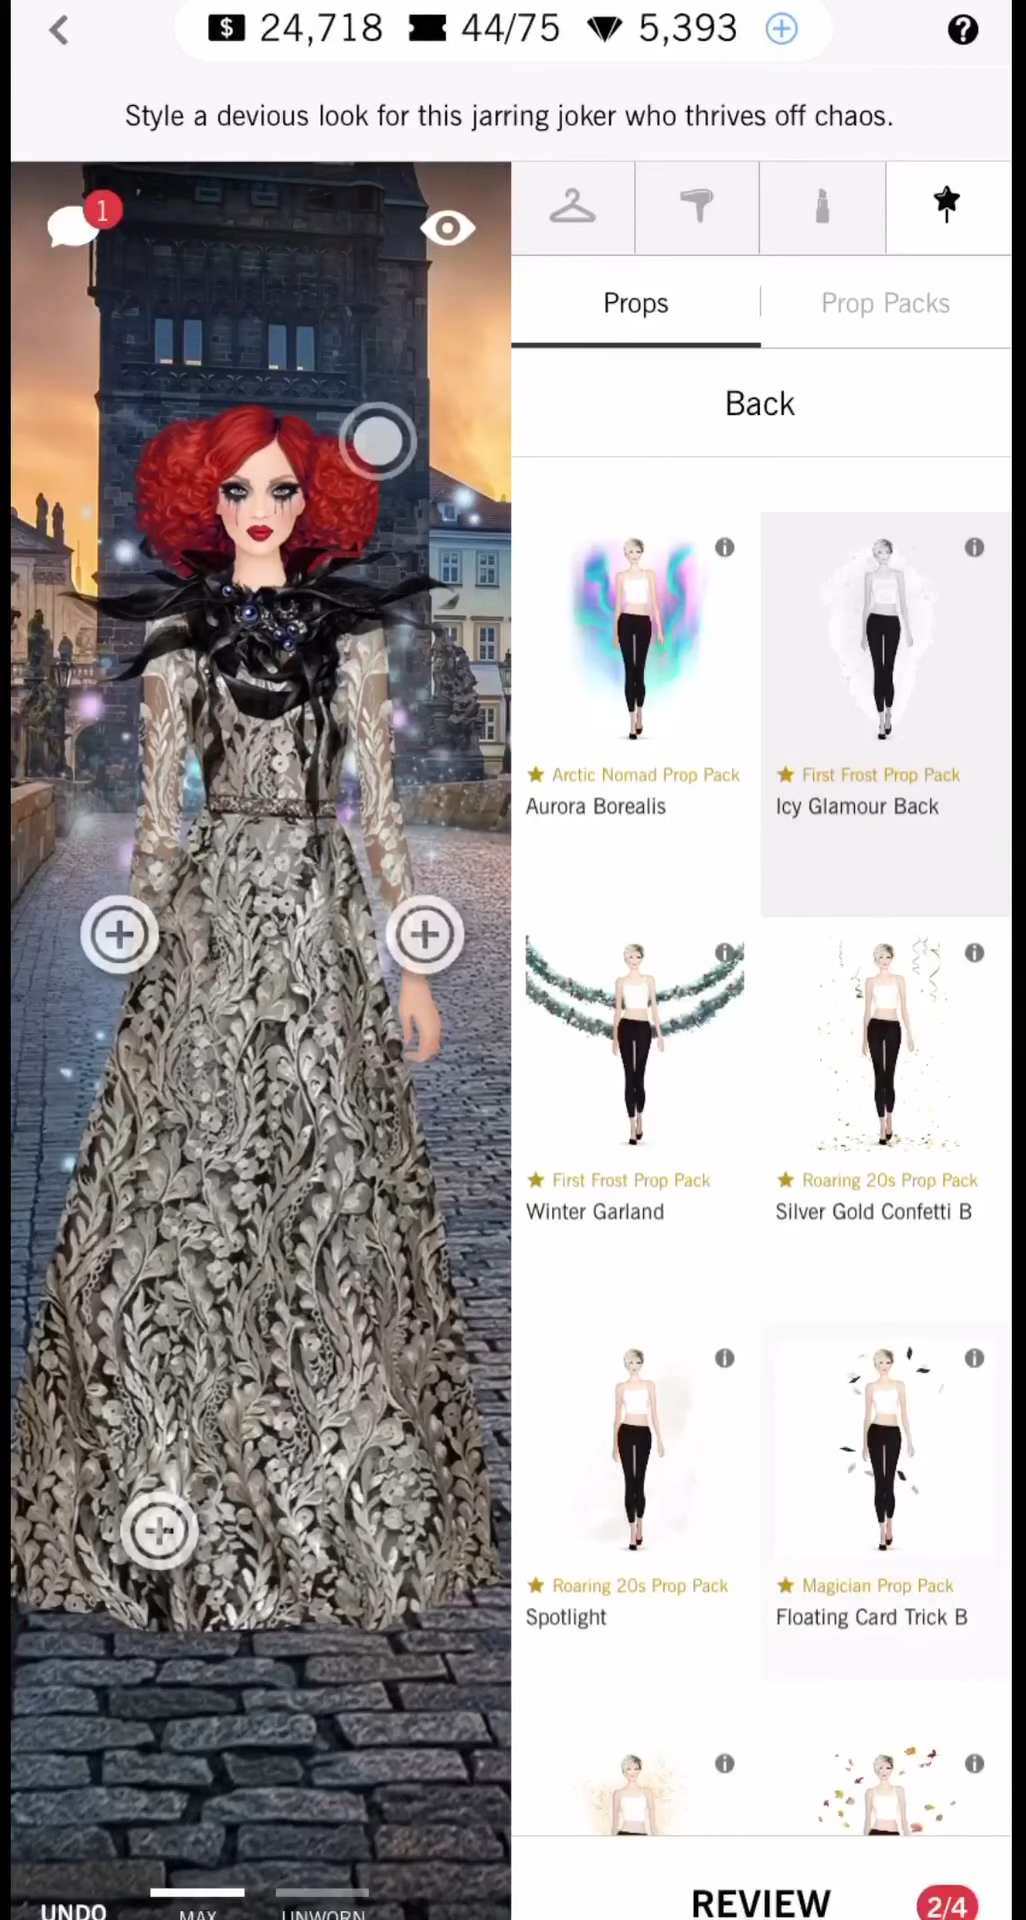 $ 24,718 44/75 5,393 + ?
Style a devious look for this jarring joker who thrives off chaos.
1
Props Prop Packs
Back
Arctic Nomad Prop Pack
Aurora Borealis
First Frost Prop Pack
Icy Glamour Back
First Frost Prop Pack
Winter Garland
Roaring 20s Prop Pack
Silver Gold Confetti B
Roaring 20s Prop Pack
Spotlight
Magician Prop Pack
Floating Card Trick B
UNDO MAX UNWORN
REVIEW 2/4